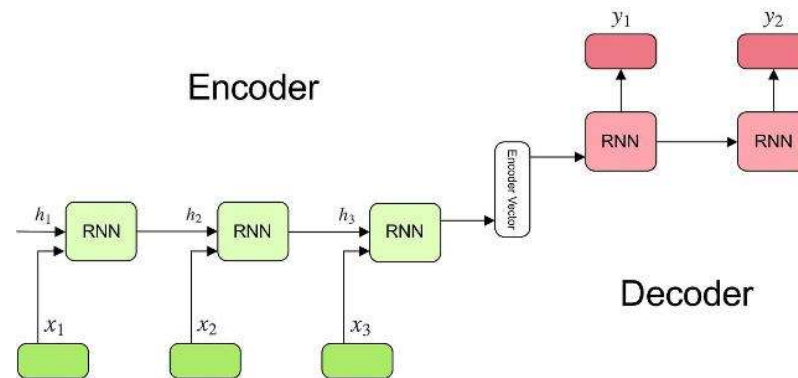 y₁
y₂
Encoder
RNN
RNN
Encoder Vector
h₁
RNN
h₂
RNN
h₃
RNN
Decoder
x₁
x₂
x₃